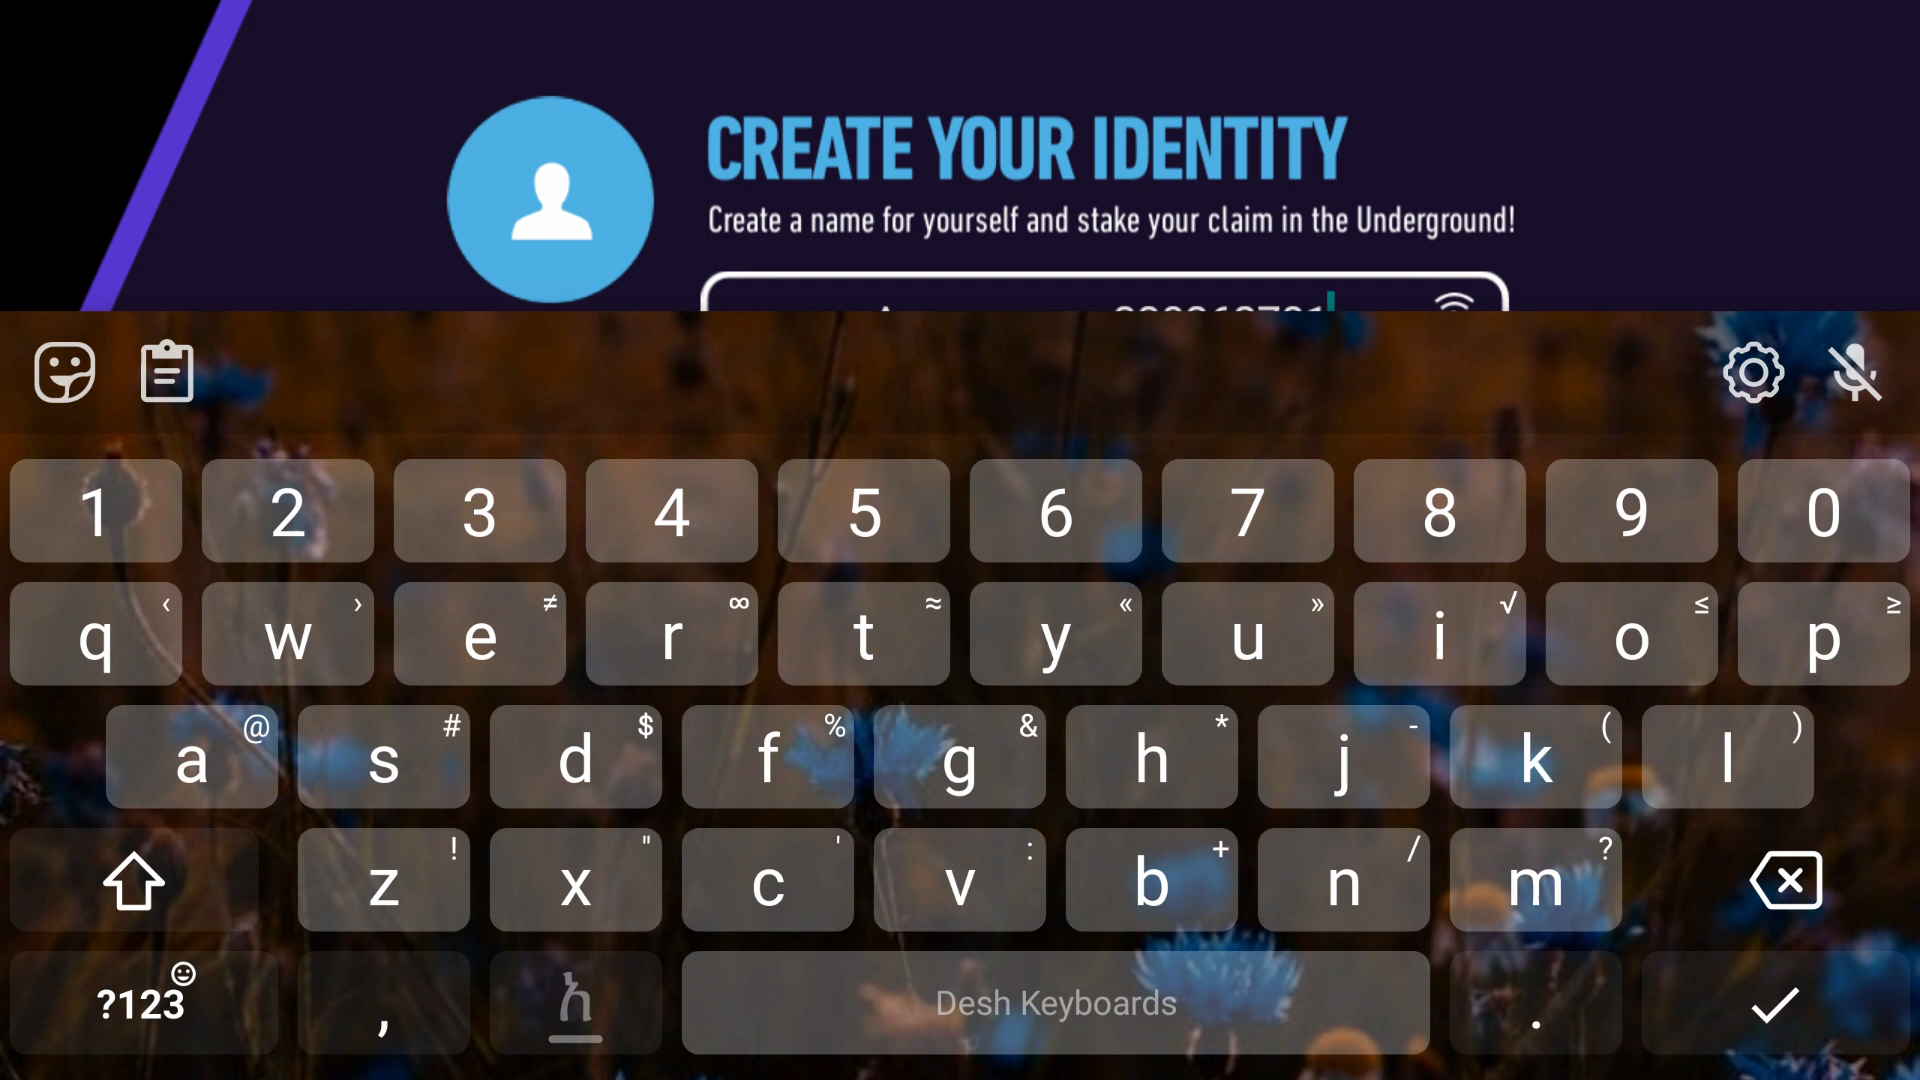 CREATE YOUR IDENTITY
Create a name for yourself and stake your claim in the Underground!
1 2 3 4 5 6 7 8 9 0
q ‹ w › e ≠ r ∞ t ≈ y « u » i √ o ≤ p ≥
a @ s # d $ f % g & h * j - k ( l )
z ! x " c ' v : b + n / m ?
?123 , አ Desh Keyboards .